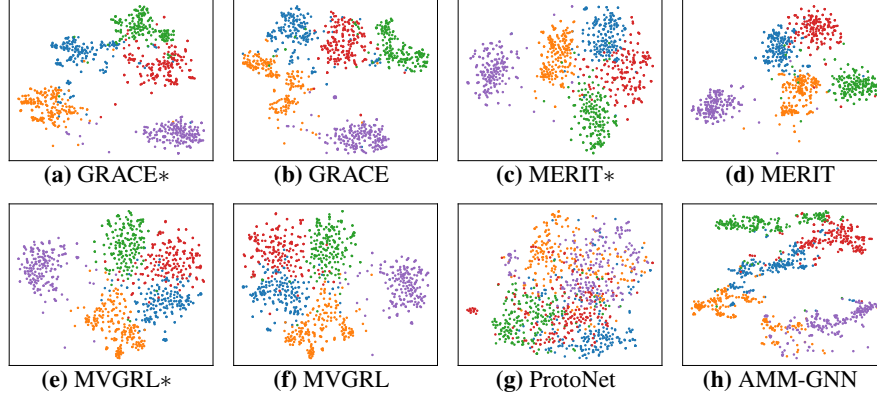 (a) GRACE∗ (b) GRACE (c) MERIT∗ (d) MERIT
(e) MVGRL∗ (f) MVGRL (g) ProtoNet (h) AMM-GNN